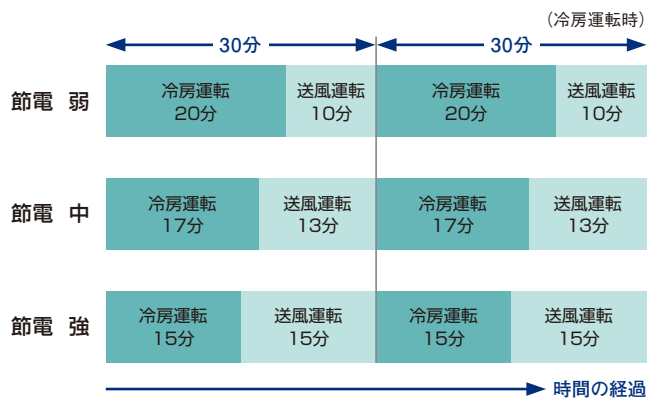 (冷房運転時)
30分 30分
節電 弱
冷房運転 送風運転 冷房運転 送風運転
20分 10分 20分 10分
節電 中
冷房運転 送風運転 冷房運転 送風運転
17分 13分 17分 13分
節電 強
冷房運転 送風運転 冷房運転 送風運転
15分 15分 15分 15分
時間の経過